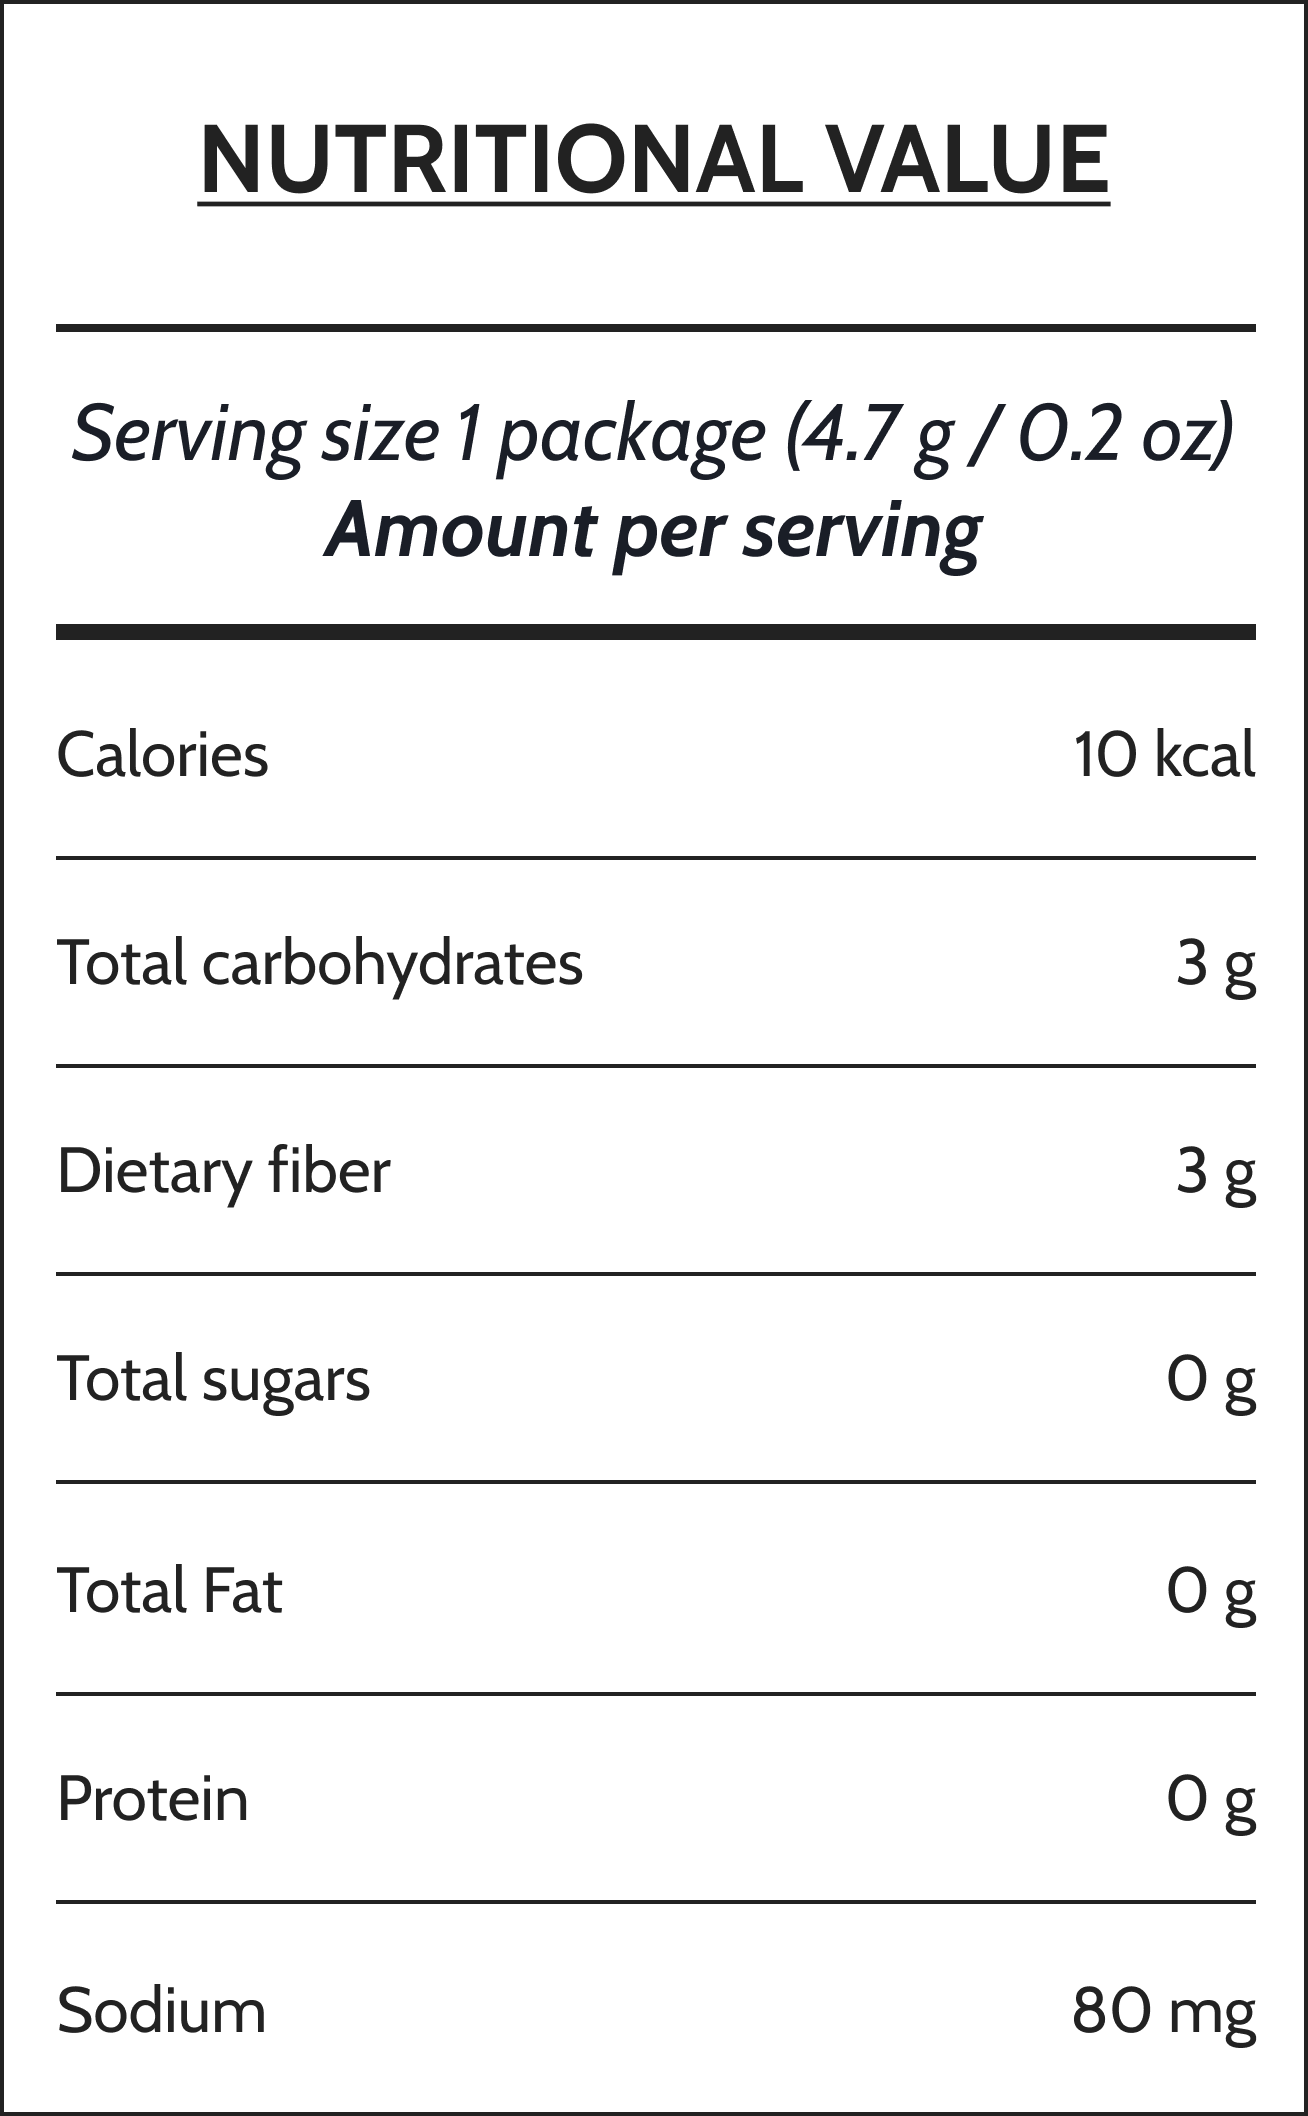 NUTRITIONAL VALUE
Serving size 1 package (4.7 g / 0.2 oz)
Amount per serving
Calories 10 kcal
Total carbohydrates 3 g
Dietary fiber 3 g
Total sugars 0 g
Total Fat 0 g
Protein 0 g
Sodium 80 mg